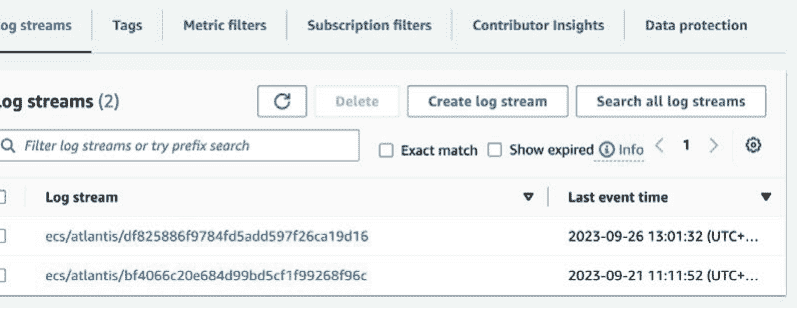 og streams Tags Metric filters Subscription filters Contributor Insights Data protection
Log streams (2) Delete Create log stream Search all log streams
Filter log streams or try prefix search Exact match Show expired Info 1
Log stream Last event time
ecs/atlantis/df825886f9784fd5add597f26ca19d16 2023-09-26 13:01:32 (UTC+...
ecs/atlantis/bf4066c20e684d99bd5cf1f99268f96c 2023-09-21 11:11:52 (UTC+...